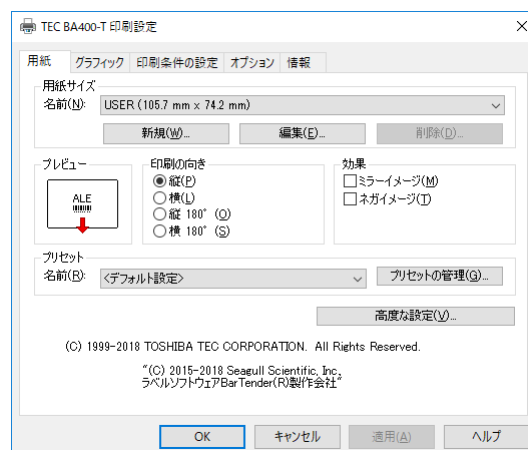 TEC BA400-T 印刷設定
用紙 グラフィック 印刷条件の設定 オプション 情報
用紙サイズ
名前(N): USER (105.7 mm x 74.2 mm)
新規(W)... 編集(E)... 削除(D)...
プレビュー
ALE
印刷の向き
縦(P)
横(L)
縦 180° (O)
横 180° (S)
効果
ミラーイメージ(M)
ネガイメージ(T)
プリセット
名前(R): <デフォルト設定> プリセットの管理(G)...
高度な設定(V)...
(C) 1999-2018 TOSHIBA TEC CORPORATION. All Rights Reserved.
"(C) 2015-2018 Seagull Scientific, Inc,
ラベルソフトウェアBarTender(R)製作会社"
OK キャンセル 適用(A) ヘルプ